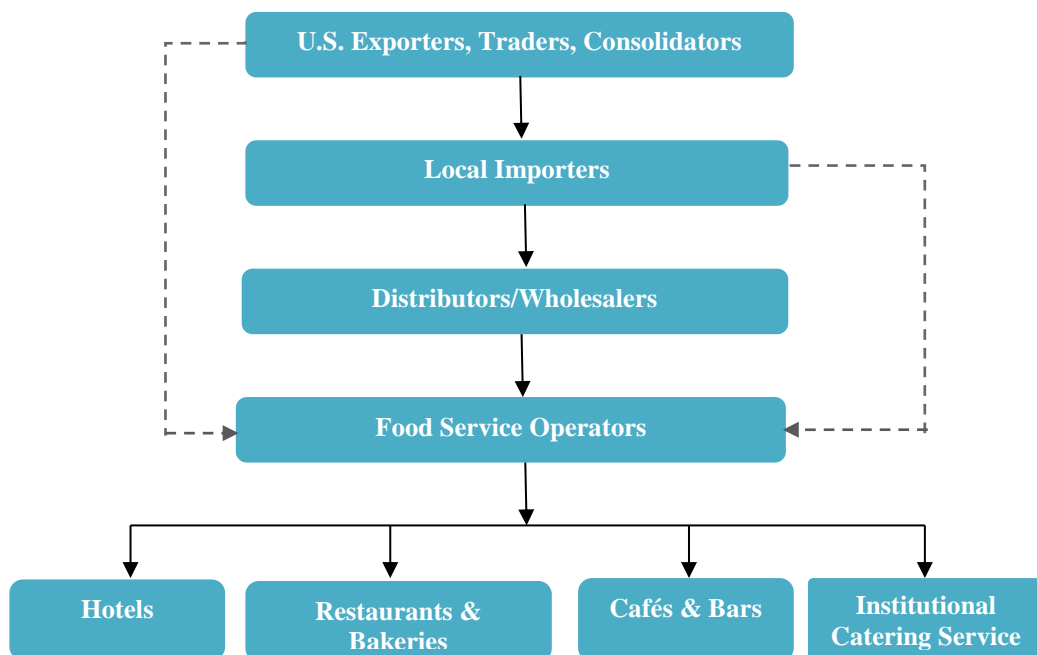 U.S. Exporters, Traders, Consolidators
Local Importers
Distributors/Wholesalers
Food Service Operators
Hotels
Restaurants &
Bakeries
Cafés & Bars
Institutional
Catering Service